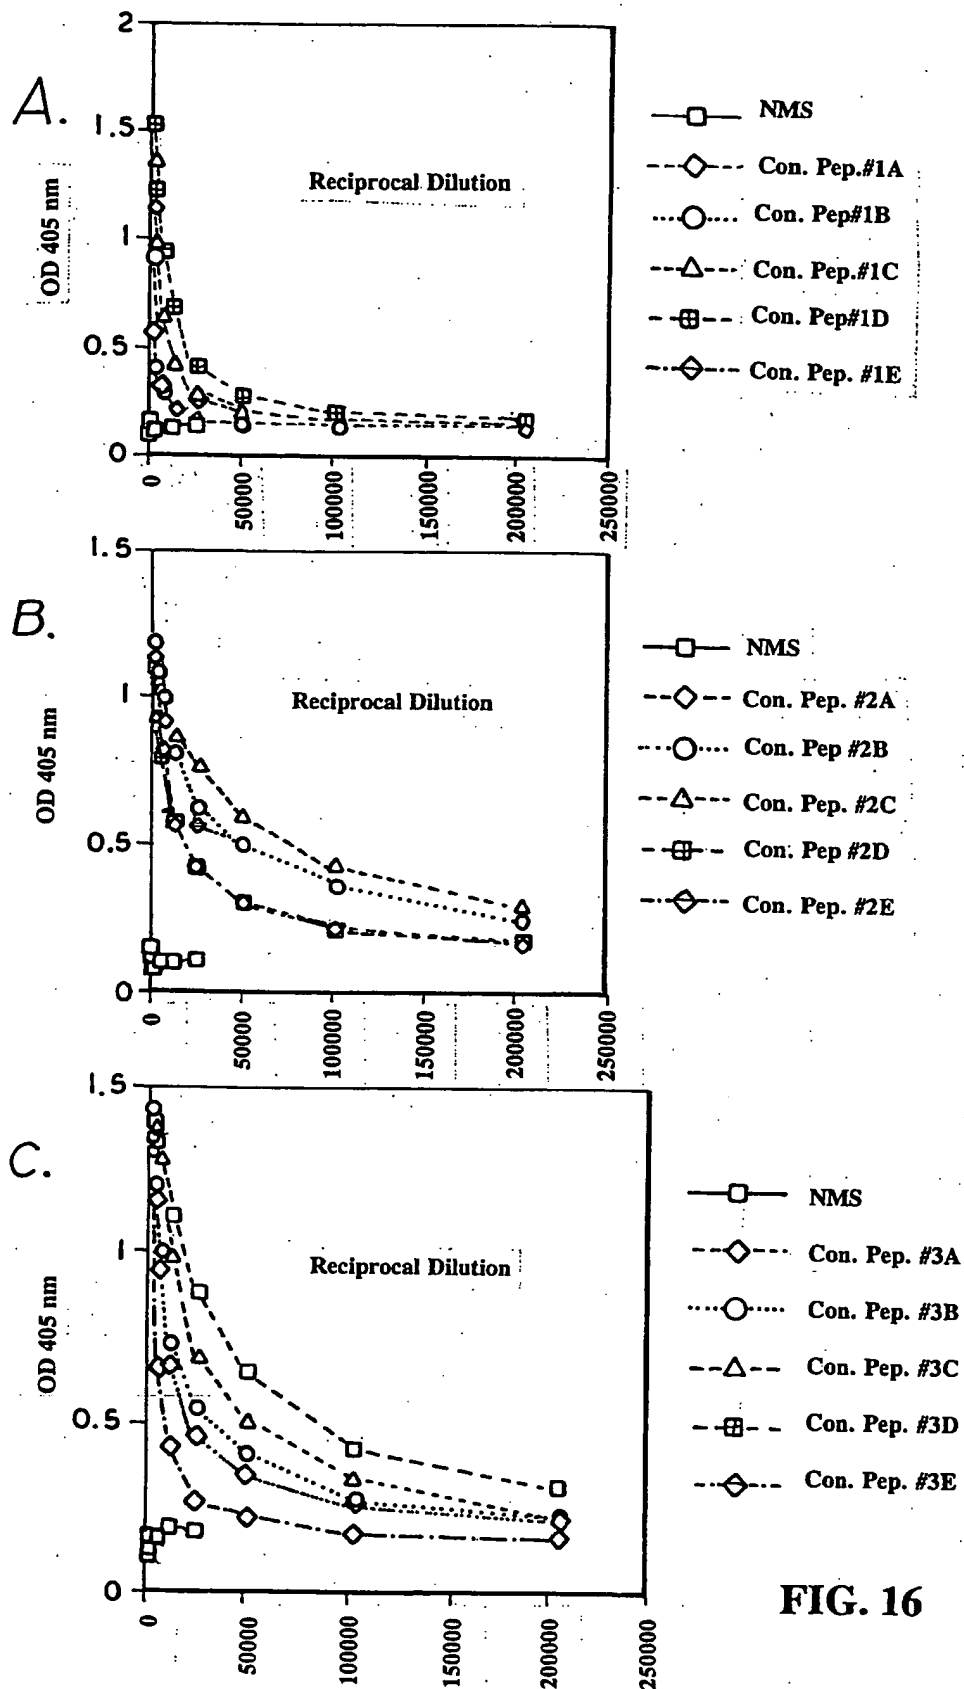 A.
2
1.5
1
0.5
0
OD 405 nm
Reciprocal Dilution
0
50000
100000
150000
200000
250000
NMS
Con. Pep.#1A
Con. Pep#1B
Con. Pep.#1C
Con. Pep#1D
Con. Pep. #1E
B.
1.5
1
0.5
0
OD 405 nm
Reciprocal Dilution
0
50000
100000
150000
200000
250000
NMS
Con. Pep. #2A
Con. Pep #2B
Con. Pep. #2C
Con. Pep #2D
Con. Pep. #2E
C.
1.5
1
0.5
0
OD 405 nm
Reciprocal Dilution
0
50000
100000
150000
200000
250000
NMS
Con. Pep. #3A
Con. Pep. #3B
Con. Pep. #3C
Con. Pep. #3D
Con. Pep. #3E
FIG. 16